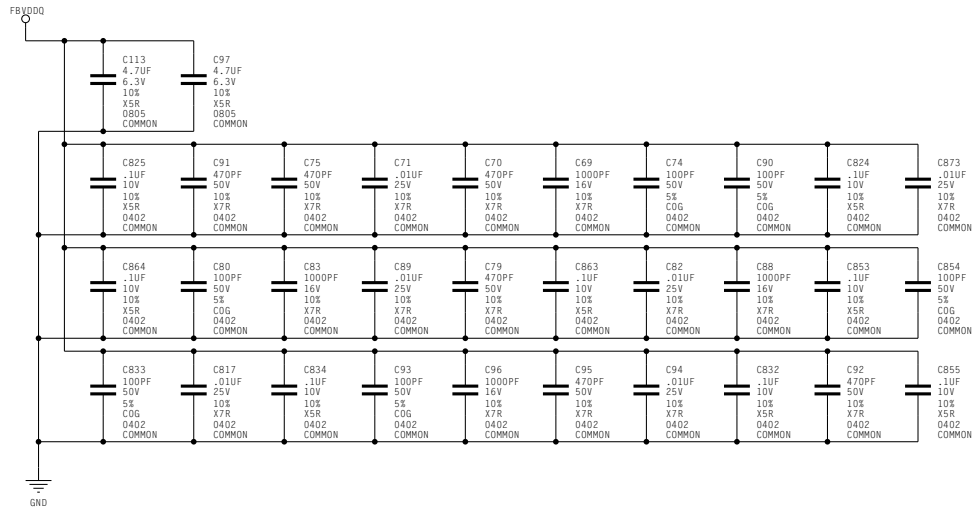 FBVDDQ
C113
4.7UF
6.3V
10%
X5R
0805
COMMON
C97
4.7UF
6.3V
10%
X5R
0805
COMMON
C825
.1UF
10V
10%
X5R
0402
COMMON
C91
470PF
50V
10%
X7R
0402
COMMON
C75
470PF
50V
10%
X7R
0402
COMMON
C71
.01UF
25V
10%
X7R
0402
COMMON
C70
470PF
50V
10%
X7R
0402
COMMON
C69
1000PF
16V
10%
X7R
0402
COMMON
C74
100PF
50V
5%
COG
0402
COMMON
C90
100PF
50V
5%
COG
0402
COMMON
C824
.1UF
10V
10%
X5R
0402
COMMON
C873
.01UF
25V
10%
X7R
0402
COMMON
C864
.1UF
10V
10%
X5R
0402
COMMON
C80
100PF
50V
5%
COG
0402
COMMON
C83
1000PF
16V
10%
X7R
0402
COMMON
C89
.01UF
25V
10%
X7R
0402
COMMON
C79
470PF
50V
10%
X7R
0402
COMMON
C863
.1UF
10V
10%
X5R
0402
COMMON
C82
.01UF
25V
10%
X7R
0402
COMMON
C88
1000PF
16V
10%
X7R
0402
COMMON
C853
.1UF
10V
10%
X5R
0402
COMMON
C854
100PF
50V
5%
COG
0402
COMMON
C833
100PF
50V
5%
COG
0402
COMMON
C817
.01UF
25V
10%
X7R
0402
COMMON
C834
.1UF
10V
10%
X5R
0402
COMMON
C93
100PF
50V
5%
COG
0402
COMMON
C96
1000PF
16V
10%
X7R
0402
COMMON
C95
470PF
50V
10%
X7R
0402
COMMON
C94
.01UF
25V
10%
X7R
0402
COMMON
C832
.1UF
10V
10%
X5R
0402
COMMON
C92
470PF
50V
10%
X7R
0402
COMMON
C855
.1UF
10V
10%
X5R
0402
COMMON
GND